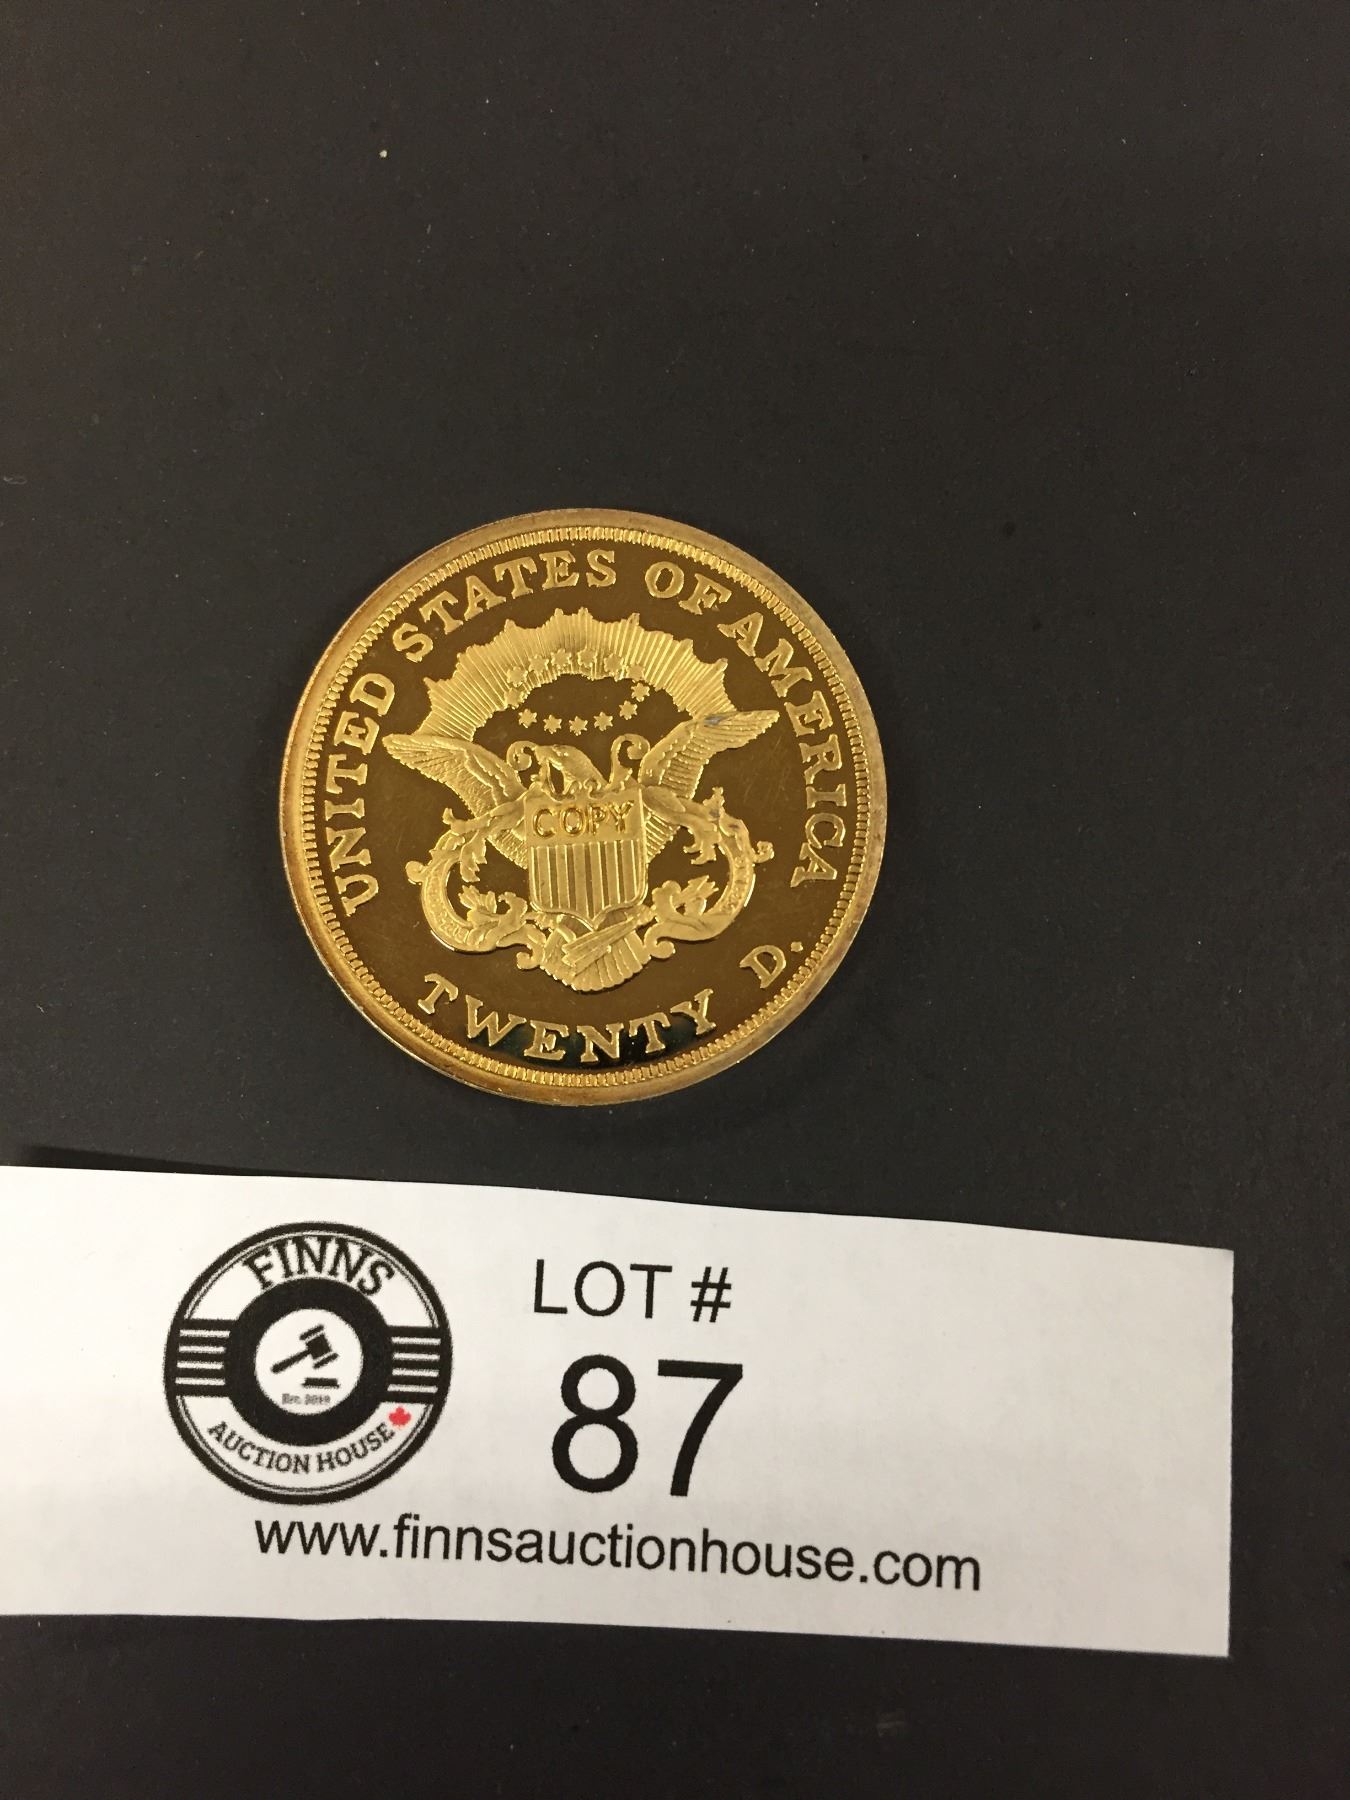 UNITED STATES OF AMERICA
COPY
TWENTY D.
FINNS
Est. 2019
AUCTION HOUSE
LOT #
87
www.finnsauctionhouse.com